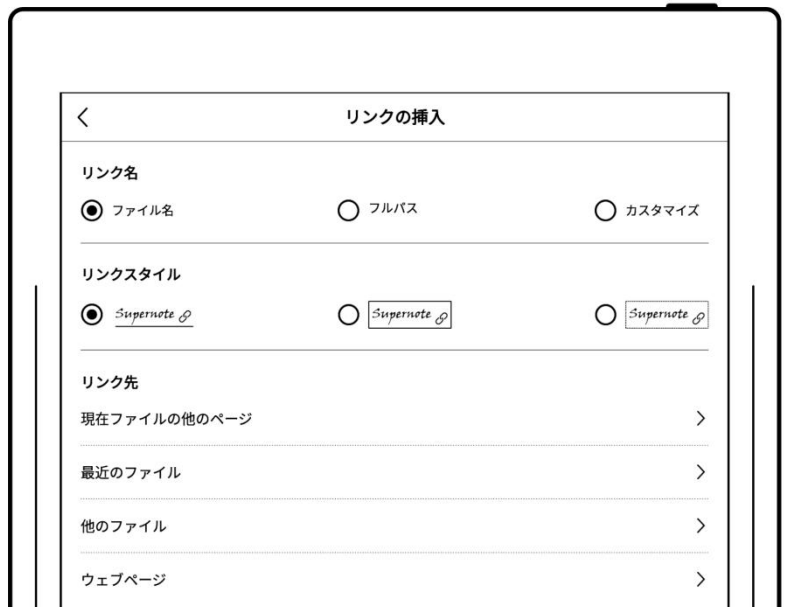 リンクの挿入
リンク名
ファイル名 フルパス カスタマイズ
リンクスタイル
Supernote Supernote Supernote
リンク先
現在ファイルの他のページ
最近のファイル
他のファイル
ウェブページ